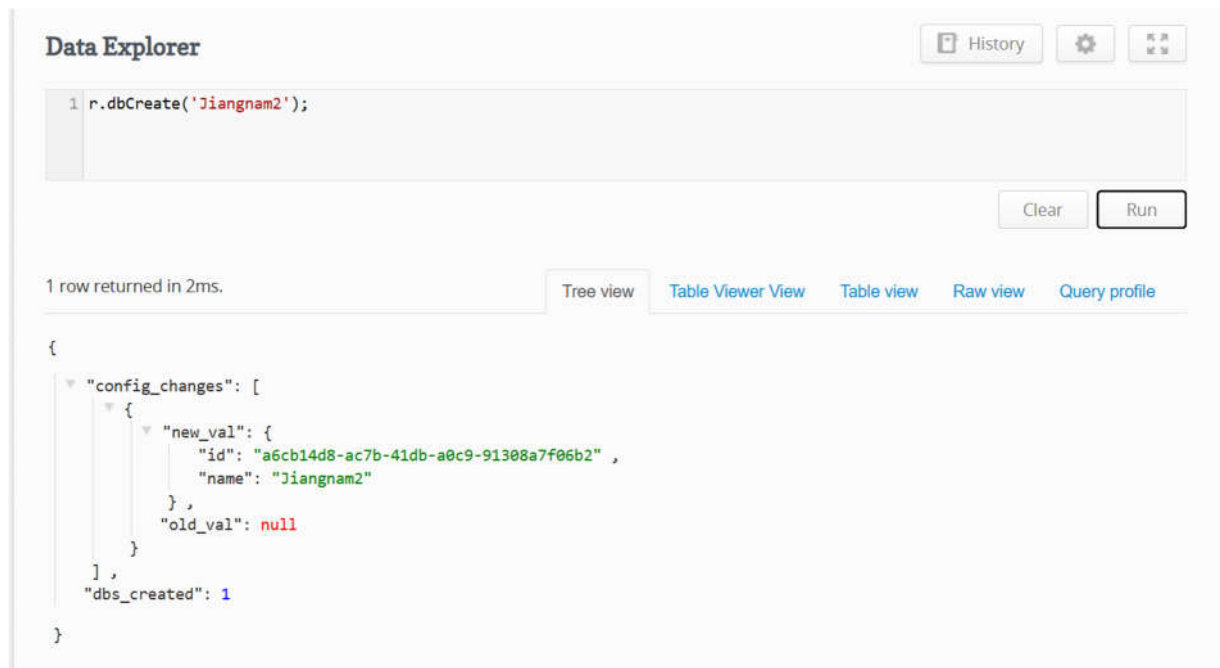 Data Explorer
History
1 r.dbCreate('Jiangnam2');
Clear
Run
1 row returned in 2ms.
Tree view
Table Viewer View
Table view
Raw view
Query profile
{
"config_changes": [
{
"new_val": {
"id": "a6cb14d8-ac7b-41db-a0c9-91308a7f06b2" ,
"name": "Jiangnam2"
} ,
"old_val": null
}
] ,
"dbs_created": 1
}